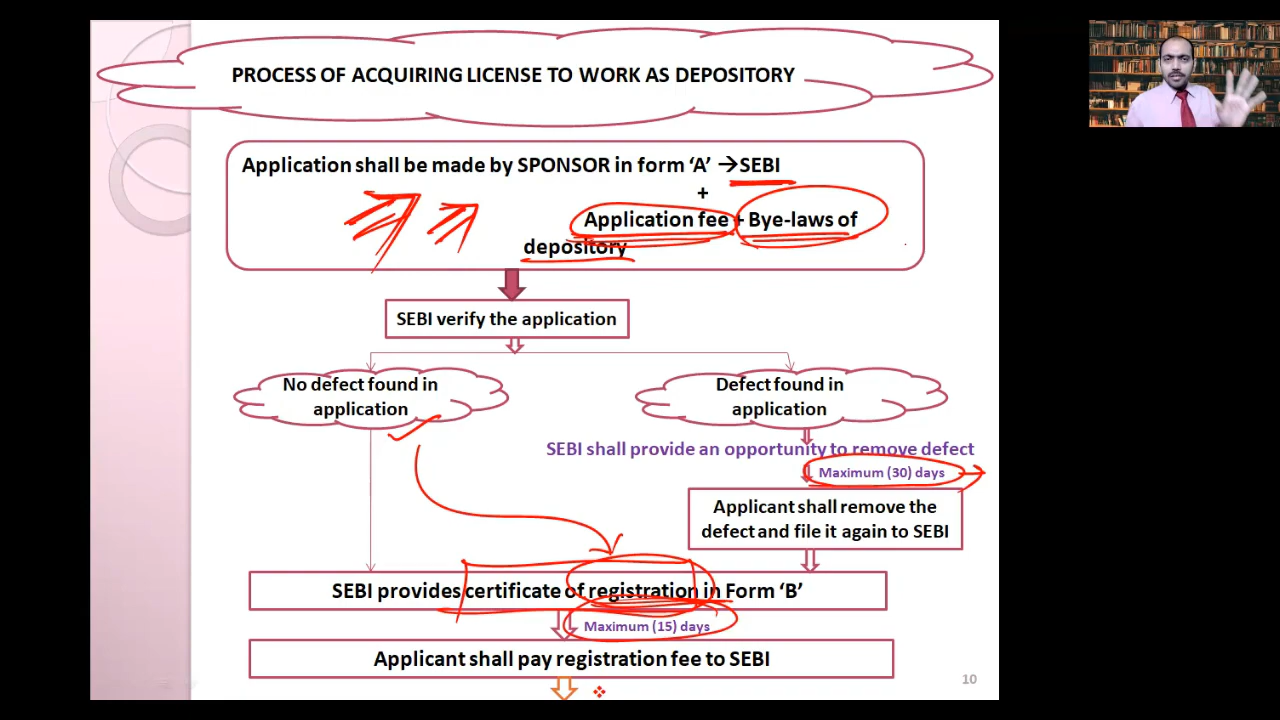 PROCESS OF ACQUIRING LICENSE TO WORK AS DEPOSITORY
Application shall be made by SPONSOR in form ‘A’ →SEBI
+
Application fee + Bye-laws of
depository
SEBI verify the application
No defect found in
application
Defect found in
application
SEBI shall provide an opportunity to remove defect
Maximum (30) days
Applicant shall remove the
defect and file it again to SEBI
SEBI provides certificate of registration in Form ‘B’
Maximum (15) days
Applicant shall pay registration fee to SEBI
10